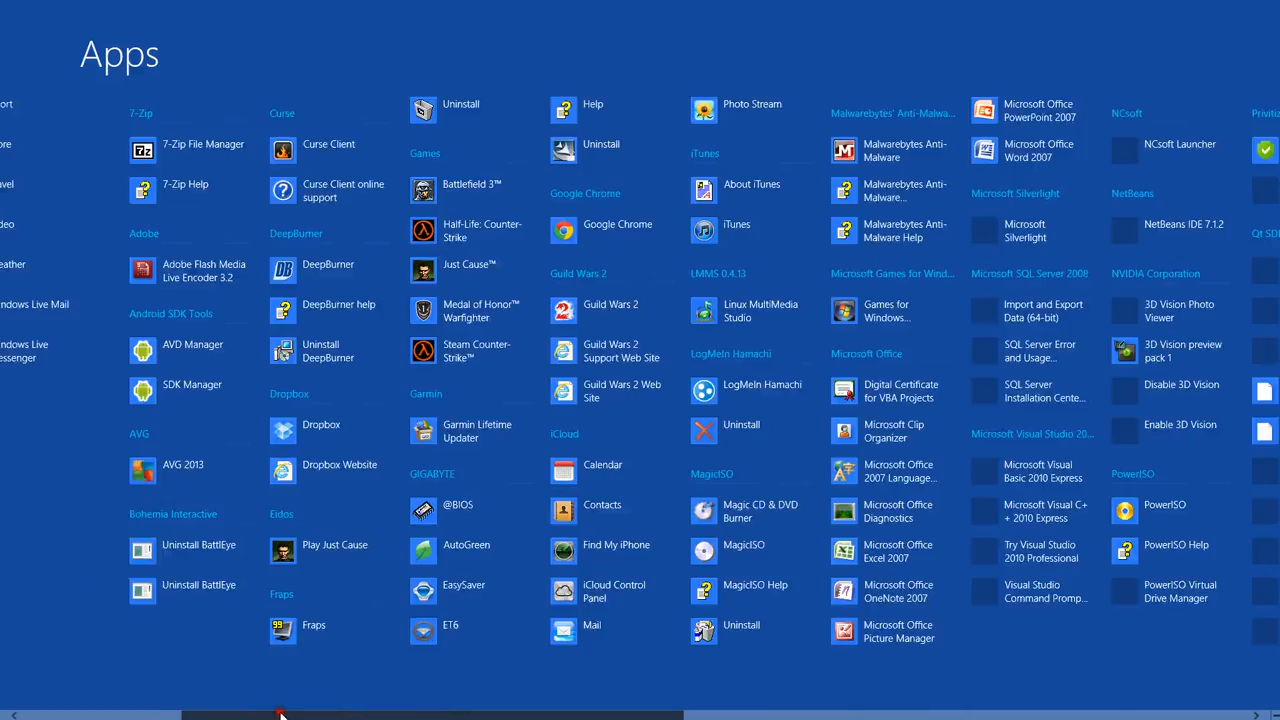 Apps
ort
ore
avel
deo
eather
indows Live Mail
indows Live
essenger
7-Zip
7-Zip File Manager
7-Zip Help
Adobe
Adobe Flash Media
Live Encoder 3.2
Android SDK Tools
AVD Manager
SDK Manager
AVG
AVG 2013
Bohemia Interactive
Uninstall BattlEye
Uninstall BattlEye
Curse
Curse Client
Curse Client online
support
DeepBurner
DeepBurner
DeepBurner help
Uninstall
DeepBurner
Dropbox
Dropbox
Dropbox Website
Eidos
Play Just Cause
Fraps
Fraps
Uninstall
Games
Battlefield 3™
Half-Life: Counter-
Strike
Just Cause™
Medal of Honor™
Warfighter
Steam Counter-
Strike™
Garmin
Garmin Lifetime
Updater
GIGABYTE
@BIOS
AutoGreen
EasySaver
ET6
Help
Uninstall
Google Chrome
Google Chrome
Guild Wars 2
Guild Wars 2
Guild Wars 2
Support Web Site
Guild Wars 2 Web
Site
iCloud
Calendar
Contacts
Find My iPhone
iCloud Control
Panel
Mail
Photo Stream
iTunes
About iTunes
iTunes
LMMS 0.4.13
Linux MultiMedia
Studio
LogMeIn Hamachi
LogMeIn Hamachi
Uninstall
MagicISO
Magic CD & DVD
Burner
MagicISO
MagicISO Help
Uninstall
Malwarebytes' Anti-Malwa...
Malwarebytes Anti-
Malware
Malwarebytes Anti-
Malware...
Malwarebytes Anti-
Malware Help
Microsoft Games for Wind...
Games for
Windows...
Microsoft Office
Digital Certificate
for VBA Projects
Microsoft Clip
Organizer
Microsoft Office
2007 Language...
Microsoft Office
Diagnostics
Microsoft Office
Excel 2007
Microsoft Office
OneNote 2007
Microsoft Office
Picture Manager
Microsoft Office
PowerPoint 2007
Microsoft Office
Word 2007
Microsoft Silverlight
Microsoft
Silverlight
Microsoft SQL Server 2008
Import and Export
Data (64-bit)
SQL Server Error
and Usage...
SQL Server
Installation Cente...
Microsoft Visual Studio 20...
Microsoft Visual
Basic 2010 Express
Microsoft Visual C+
+ 2010 Express
Try Visual Studio
2010 Professional
Visual Studio
Command Promp...
NCsoft
NCsoft Launcher
NetBeans
NetBeans IDE 7.1.2
NVIDIA Corporation
3D Vision Photo
Viewer
3D Vision preview
pack 1
Disable 3D Vision
Enable 3D Vision
PowerISO
PowerISO
PowerISO Help
PowerISO Virtual
Drive Manager
Privitiz
Qt SD